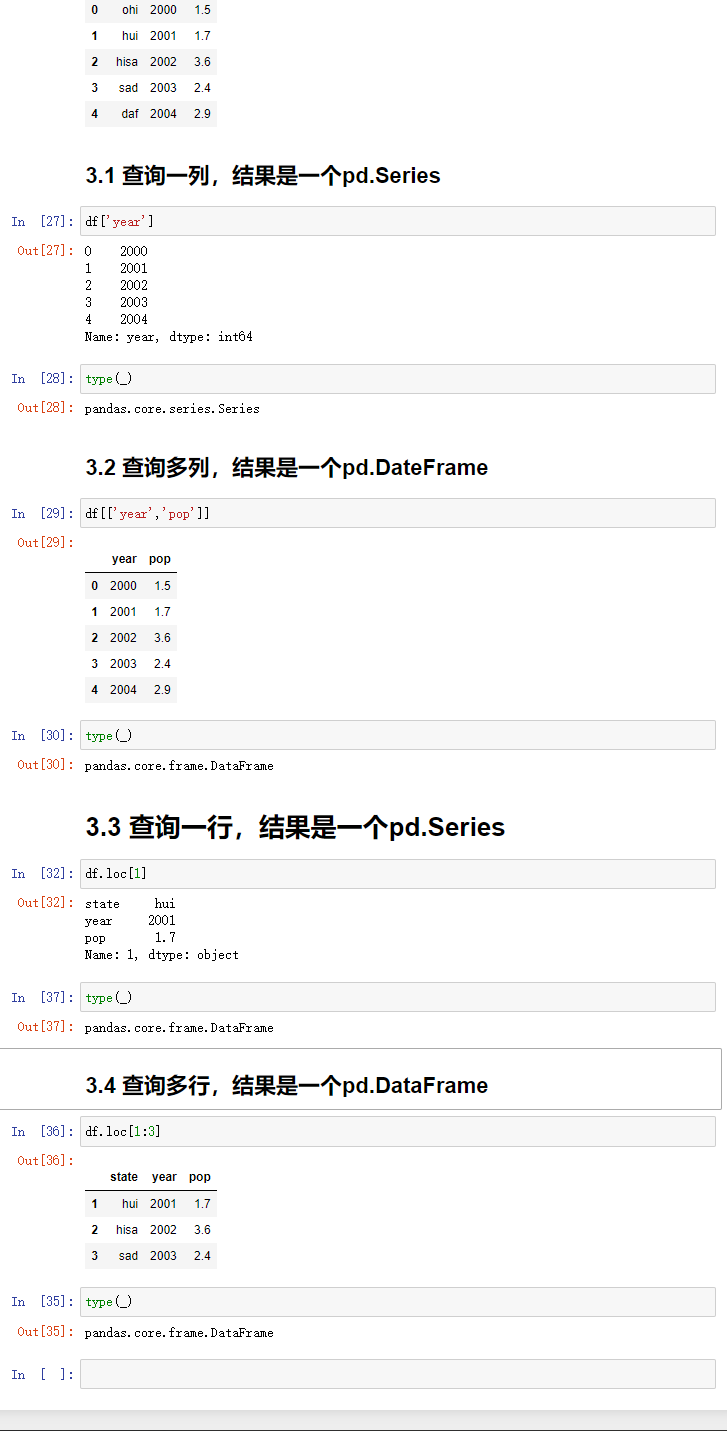 0 ohi 2000 1.5
1 hui 2001 1.7
2 hisa 2002 3.6
3 sad 2003 2.4
4 daf 2004 2.9
3.1 查询一列，结果是一个pd.Series
In [27]: df['year']
Out[27]: 0 2000
1 2001
2 2002
3 2003
4 2004
Name: year, dtype: int64
In [28]: type(_)
Out[28]: pandas.core.series.Series
3.2 查询多列，结果是一个pd.DateFrame
In [29]: df[['year','pop']]
Out[29]:
year pop
0 2000 1.5
1 2001 1.7
2 2002 3.6
3 2003 2.4
4 2004 2.9
In [30]: type(_)
Out[30]: pandas.core.frame.DataFrame
3.3 查询一行，结果是一个pd.Series
In [32]: df.loc[1]
Out[32]: state hui
year 2001
pop 1.7
Name: 1, dtype: object
In [37]: type(_)
Out[37]: pandas.core.frame.DataFrame
3.4 查询多行，结果是一个pd.DataFrame
In [36]: df.loc[1:3]
Out[36]:
state year pop
1 hui 2001 1.7
2 hisa 2002 3.6
3 sad 2003 2.4
In [35]: type(_)
Out[35]: pandas.core.frame.DataFrame
In [ ]: